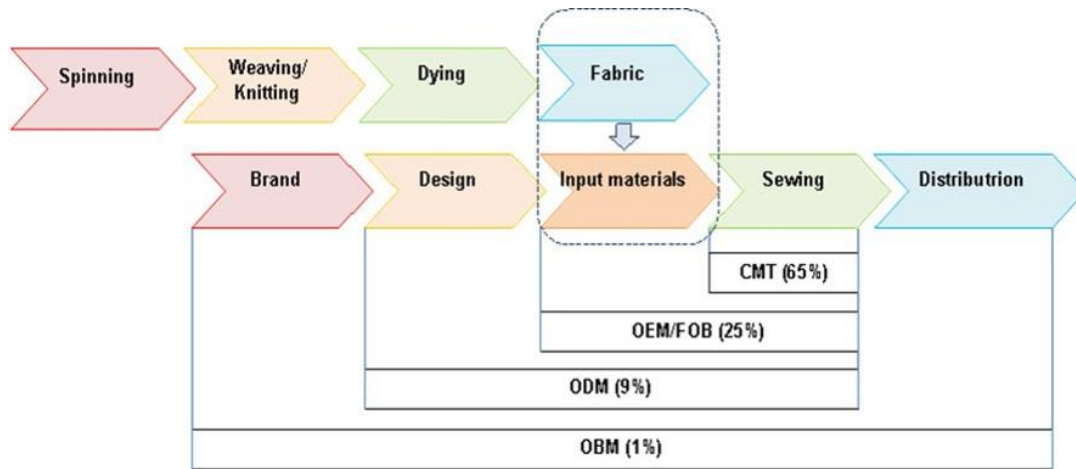 Spinning
Weaving/
Knitting
Dying
Fabric
Brand
Design
Input materials
Sewing
Distributrion
CMT (65%)
OEM/FOB (25%)
ODM (9%)
OBM (1%)